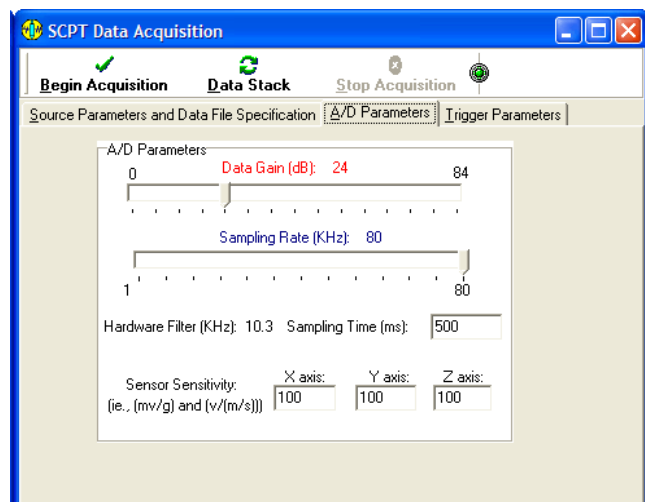 SCPT Data Acquisition
Begin Acquisition Data Stack Stop Acquisition
Source Parameters and Data File Specification A/D Parameters Trigger Parameters
A/D Parameters
0 Data Gain (dB): 24 84
Sampling Rate (KHz): 80
1 80
Hardware Filter (KHz): 10.3 Sampling Time (ms): 500
X axis: Y axis: Z axis:
Sensor Sensitivity: 100 100 100
(ie., (mv/g) and (v/(m/s)))